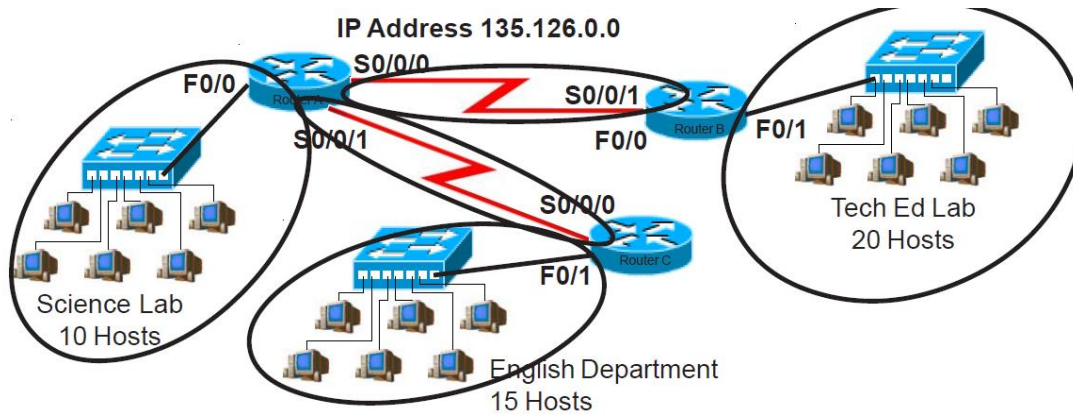 IP Address 135.126.0.0
S0/0/0
F0/0
Router A
S0/0/1
S0/0/1
F0/0
Router B
F0/1
S0/0/0
Router C
F0/1
Tech Ed Lab
20 Hosts
Science Lab
10 Hosts
English Department
15 Hosts